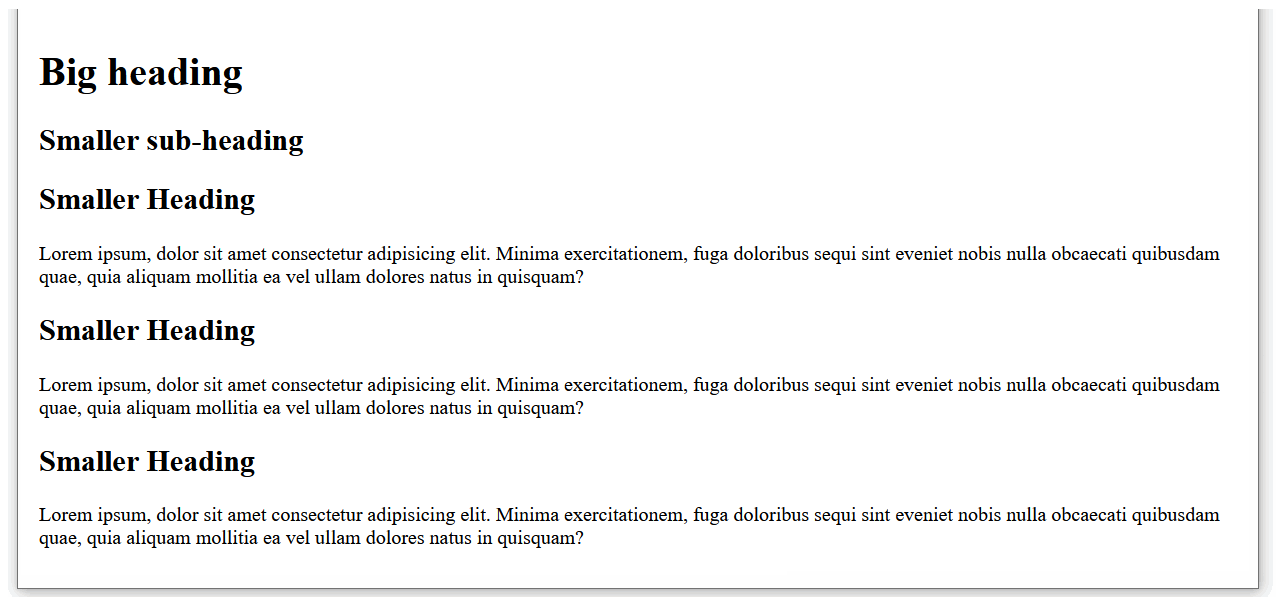 Big heading
Smaller sub-heading
Smaller Heading
Lorem ipsum, dolor sit amet consectetur adipisicing elit. Minima exercitationem, fuga doloribus sequi sint eveniet nobis nulla obcaecati quibusdam
quae, quia aliquam mollitia ea vel ullam dolores natus in quisquam?
Smaller Heading
Lorem ipsum, dolor sit amet consectetur adipisicing elit. Minima exercitationem, fuga doloribus sequi sint eveniet nobis nulla obcaecati quibusdam
quae, quia aliquam mollitia ea vel ullam dolores natus in quisquam?
Smaller Heading
Lorem ipsum, dolor sit amet consectetur adipisicing elit. Minima exercitationem, fuga doloribus sequi sint eveniet nobis nulla obcaecati quibusdam
quae, quia aliquam mollitia ea vel ullam dolores natus in quisquam?